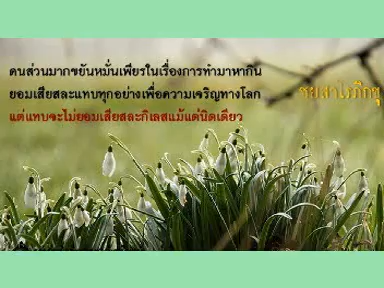 คนส่วนมากขยันหมั่นเพียรในเรื่องการทำมาหากิน
ยอมเสียสละแทบทุกอย่างเพื่อความเจริญทางโลก
แต่แทบจะไม่ยอมเสียสละกิเลสแม้แต่นิดเดียว
ชยสาโรภิกขุ